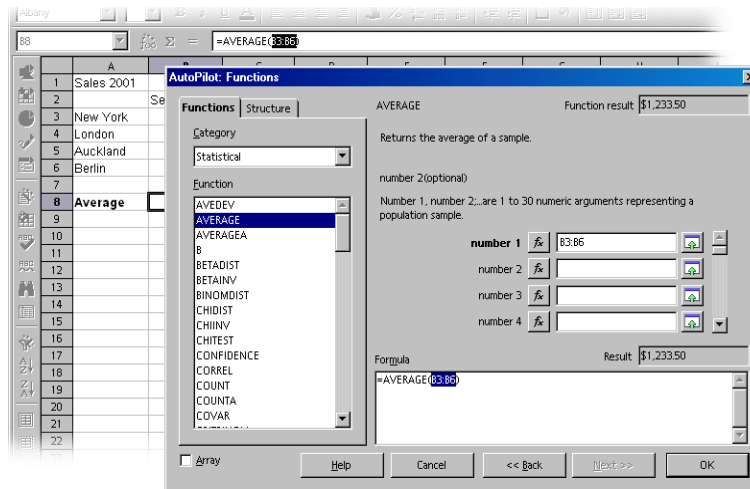 Albany
B8
=AVERAGE(B3:B6)
A
1 Sales 2001
2 Se
3 New York
4 London
5 Auckland
6 Berlin
7
8 Average
9
10
11
12
13
14
15
16
17
18
19
20
21
22
AutoPilot: Functions
Functions Structure
Category
Statistical
Function
AVEDEV
AVERAGE
AVERAGEA
B
BETADIST
BETAINV
BINOMDIST
CHIDIST
CHIINV
CHITEST
CONFIDENCE
CORREL
COUNT
COUNTA
COVAR
Array
AVERAGE Function result $1,233.50
Returns the average of a sample.
number 2(optional)
Number 1, number 2;...are 1 to 30 numeric arguments representing a
population sample.
number 1 fx B3:B6
number 2 fx
number 3 fx
number 4 fx
Formula Result $1,233.50
=AVERAGE(B3:B6)
Help Cancel << Back Next >> OK